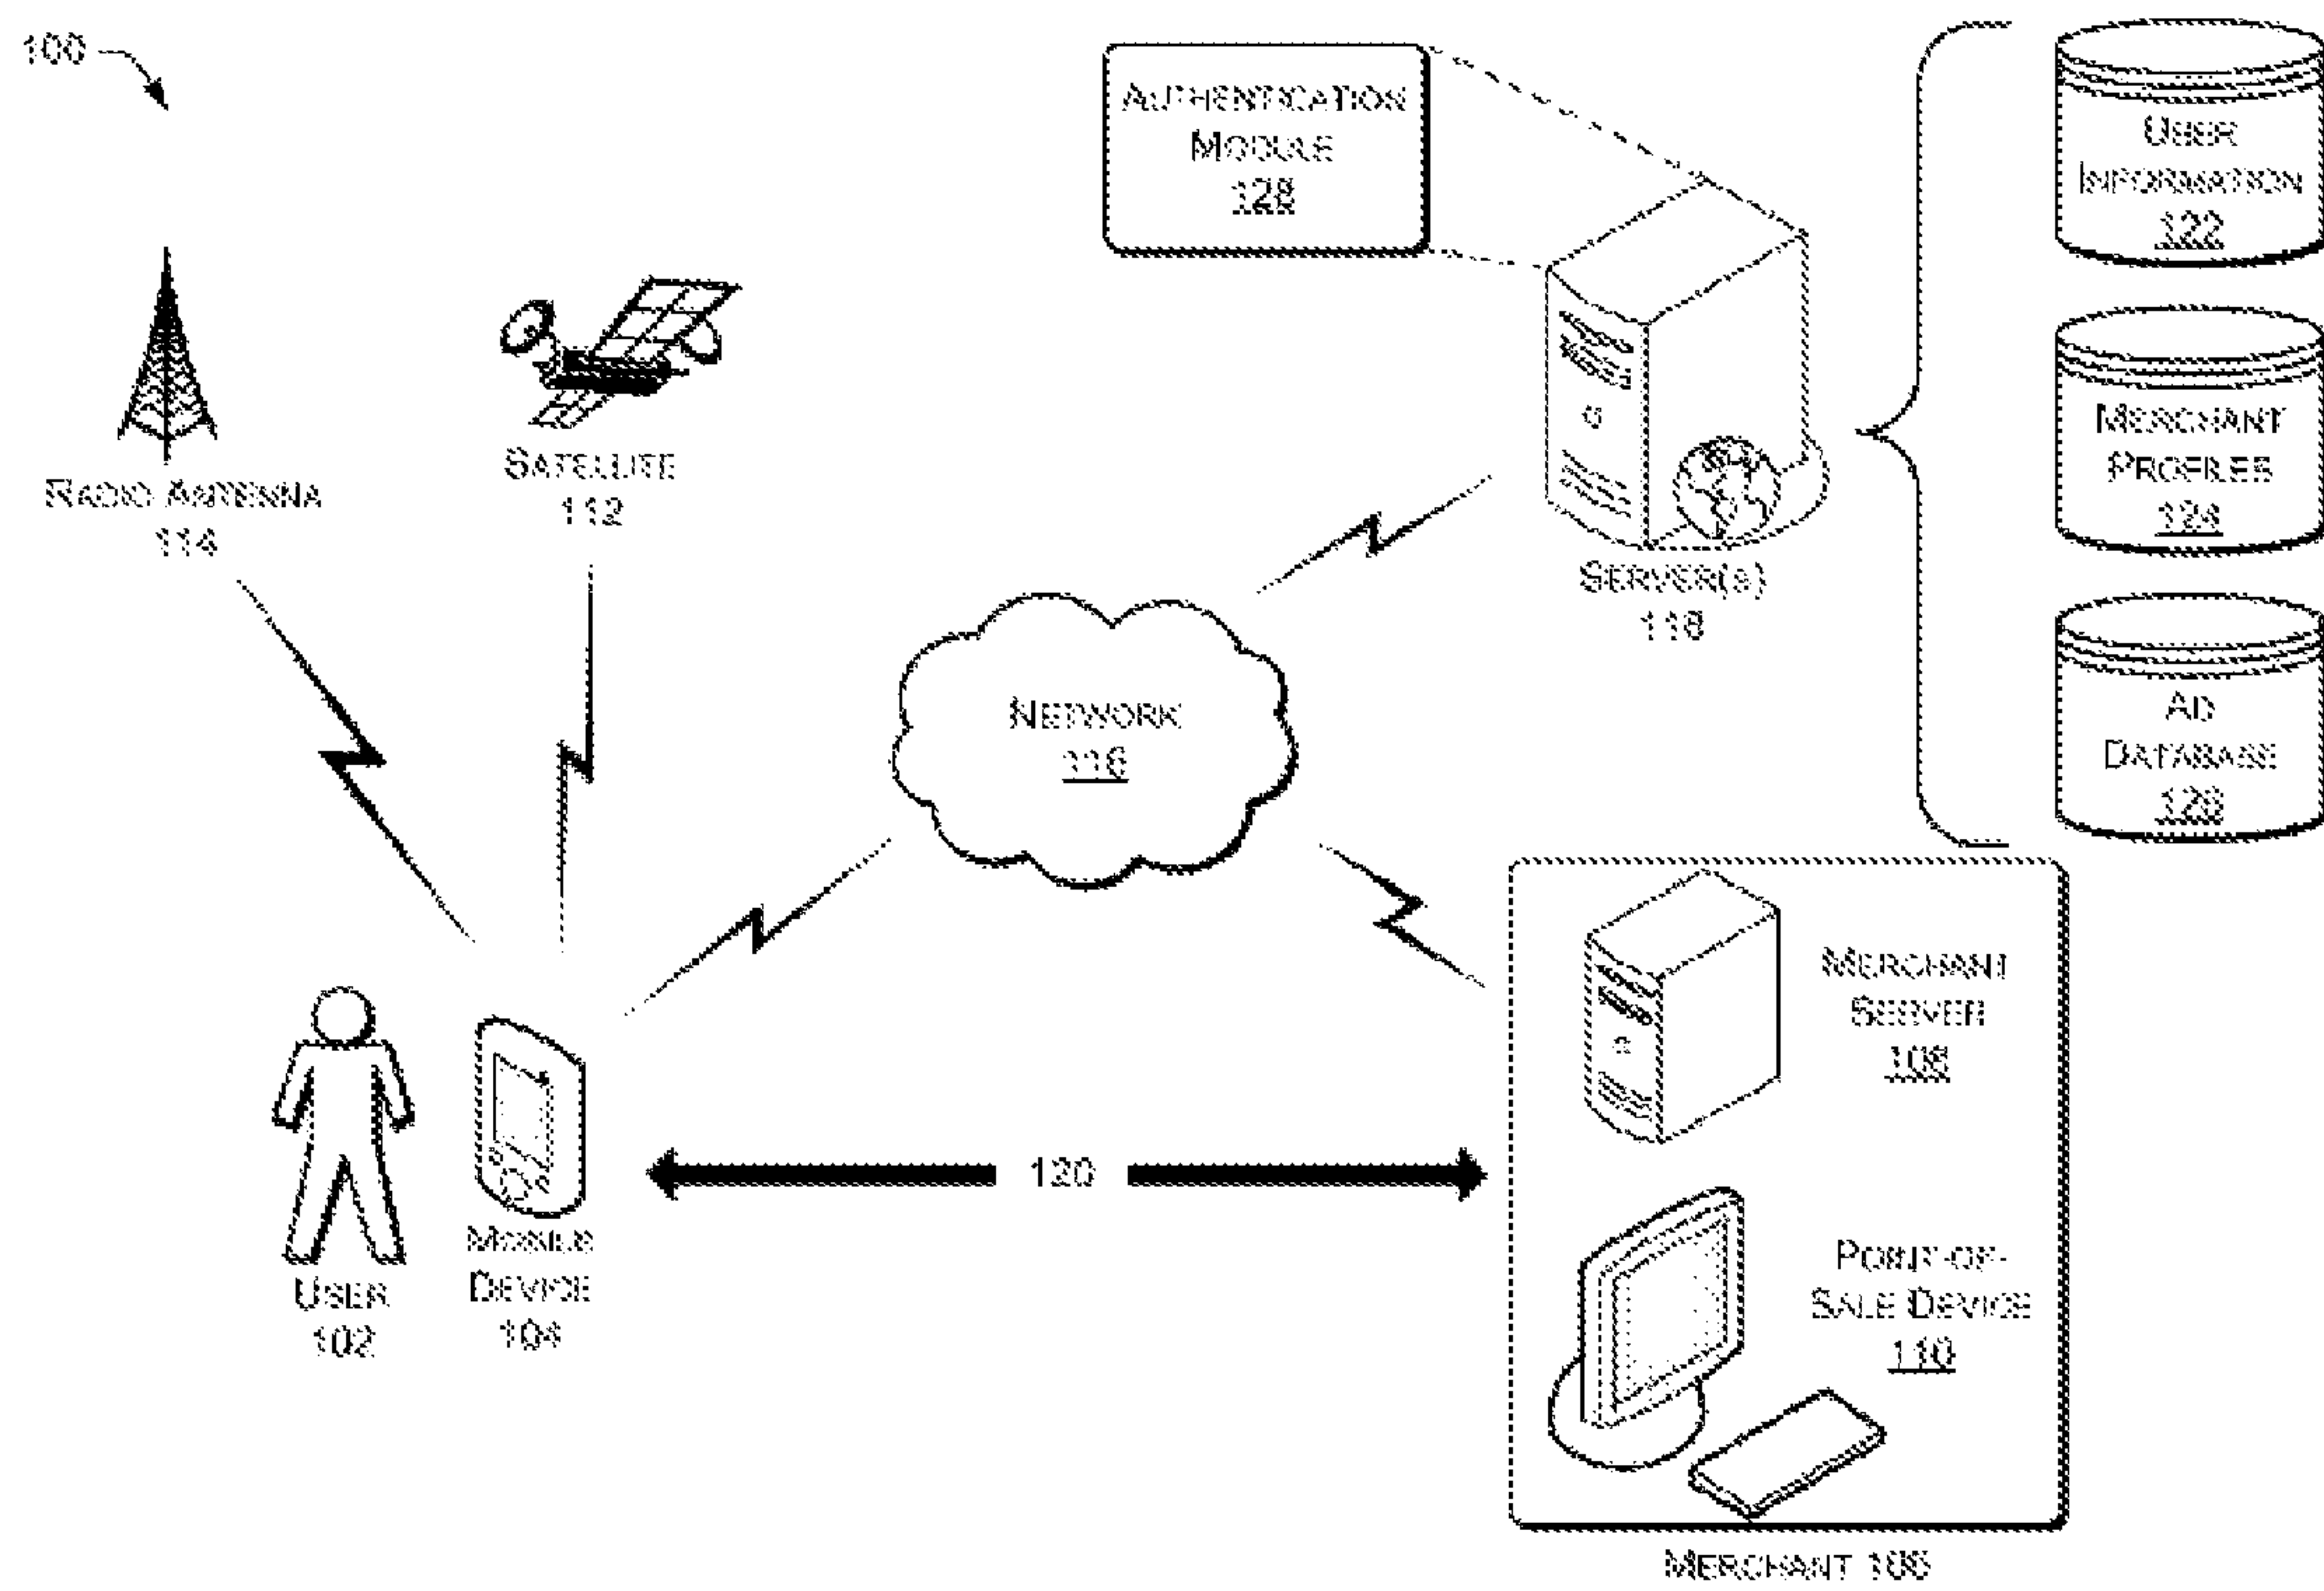 100
AUTHENTICATION
MODULE
128
USER
INFORMATION
122
MERCHANT
PROFILES
124
AD
DATABASE
126
RADIO ANTENNA
114
SATELLITE
112
SERVER(S)
118
NETWORK
116
MERCHANT
SERVER
108
POINT-OF-
SALE DEVICE
110
120
USER
102
MOBILE
DEVICE
104
MERCHANT 106